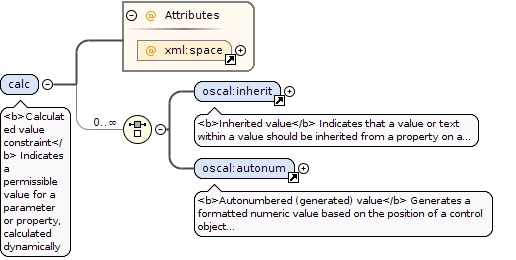 Attributes
@ xml:space
calc
<b>Calculat
ed value
constraint</
b> Indicates
a
permissible
value for a
parameter
or property,
calculated
dynamically
0..∞
oscal:inherit
<b>Inherited value</b> Indicates that a value or text
within a value should be inherited from a property on a...
oscal:autonum
<b>Autonumbered (generated) value</b> Generates a
formatted numeric value based on the position of a control
object...